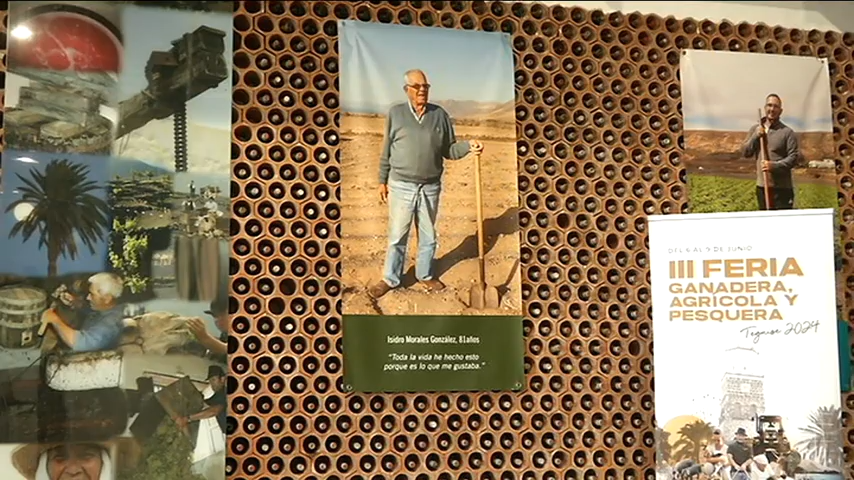 Isidro Morales González, 81años
"Toda la vida he hecho esto
porque es lo que me gustaba."
DEL 6 AL 9 DE JUNIO
III FERIA
GANADERA,
AGRÍCOLA Y
PESQUERA
Teguise 2024